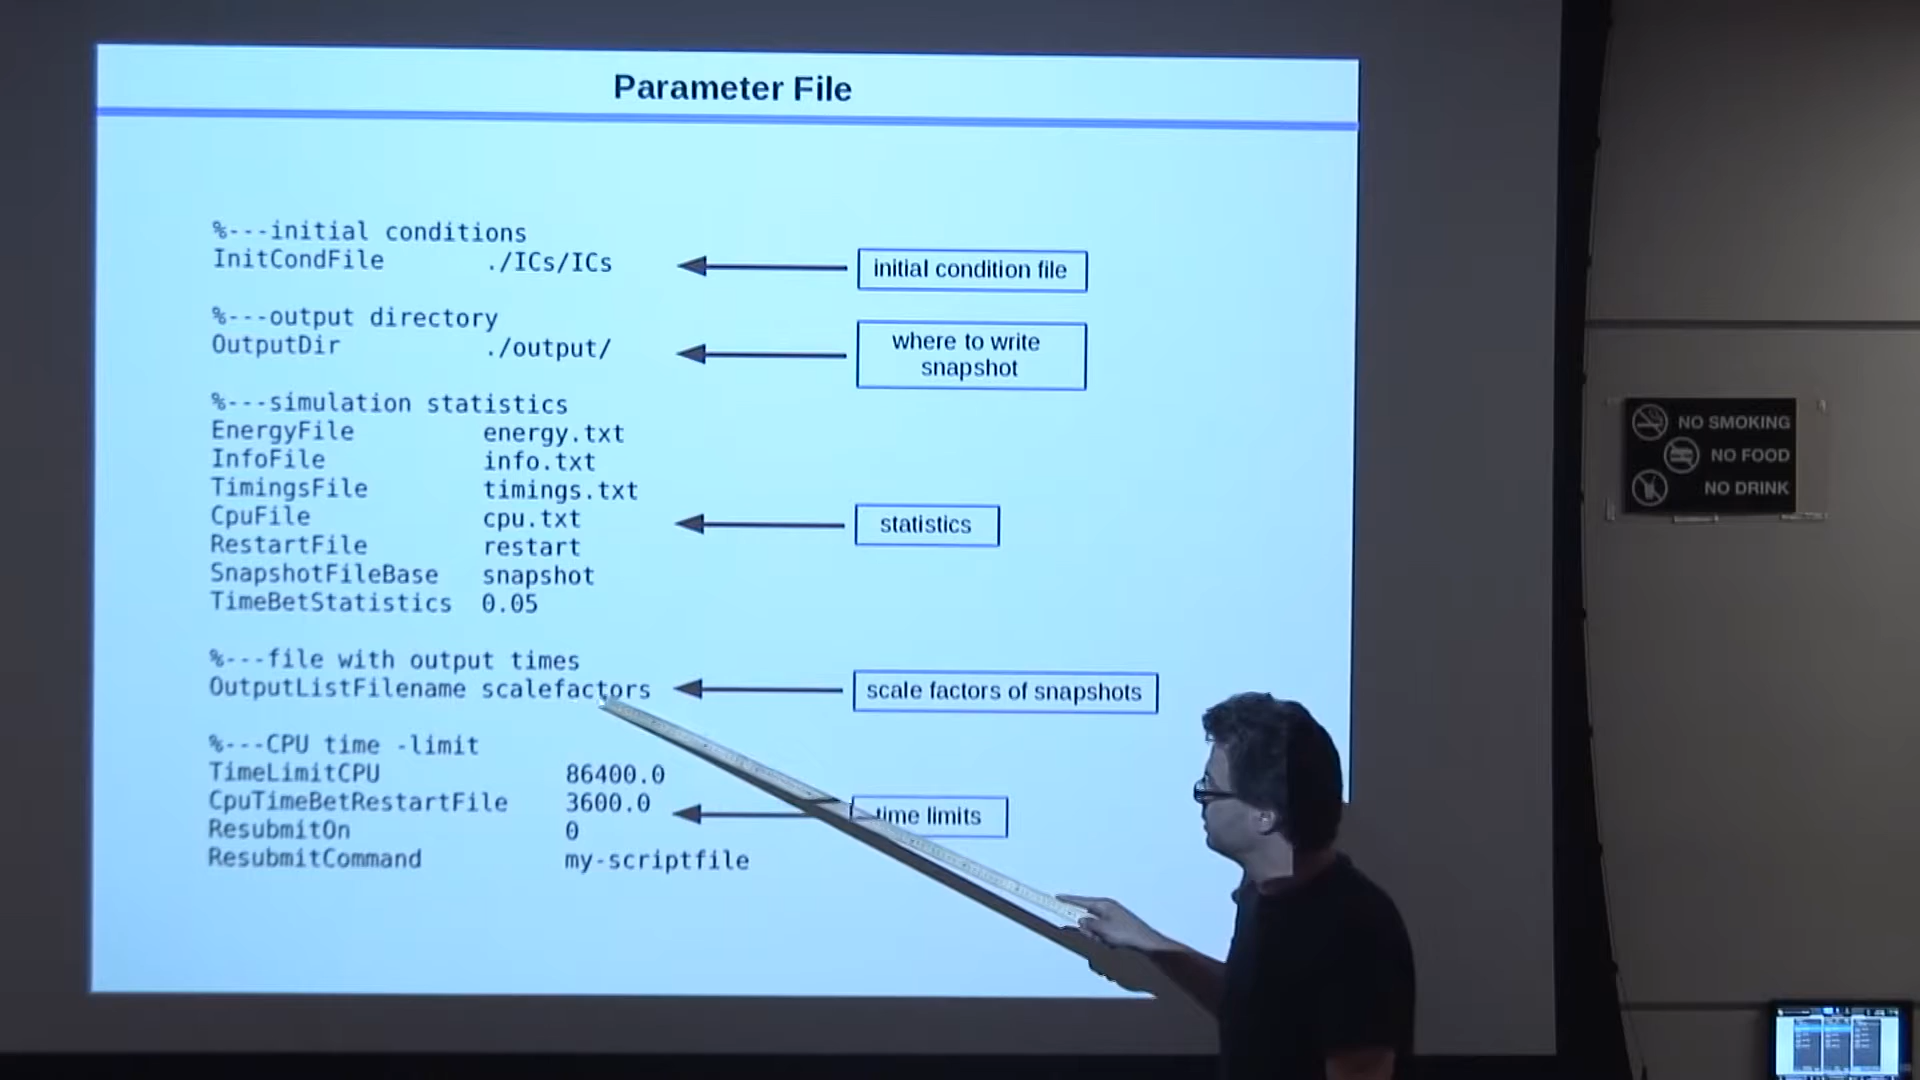 Parameter File
%---initial conditions
InitCondFile ./ICs/ICs
initial condition file
%---output directory
OutputDir ./output/
where to write
snapshot
%---simulation statistics
EnergyFile energy.txt
InfoFile info.txt
TimingsFile timings.txt
CpuFile cpu.txt
statistics
RestartFile restart
SnapshotFileBase snapshot
TimeBetStatistics 0.05
%---file with output times
OutputListFilename scalefactors
scale factors of snapshots
%---CPU time -limit
TimeLimitCPU 86400.0
CpuTimeBetRestartFile 3600.0
time limits
ResubmitOn 0
ResubmitCommand my-scriptfile
NO SMOKING
NO FOOD
NO DRINK